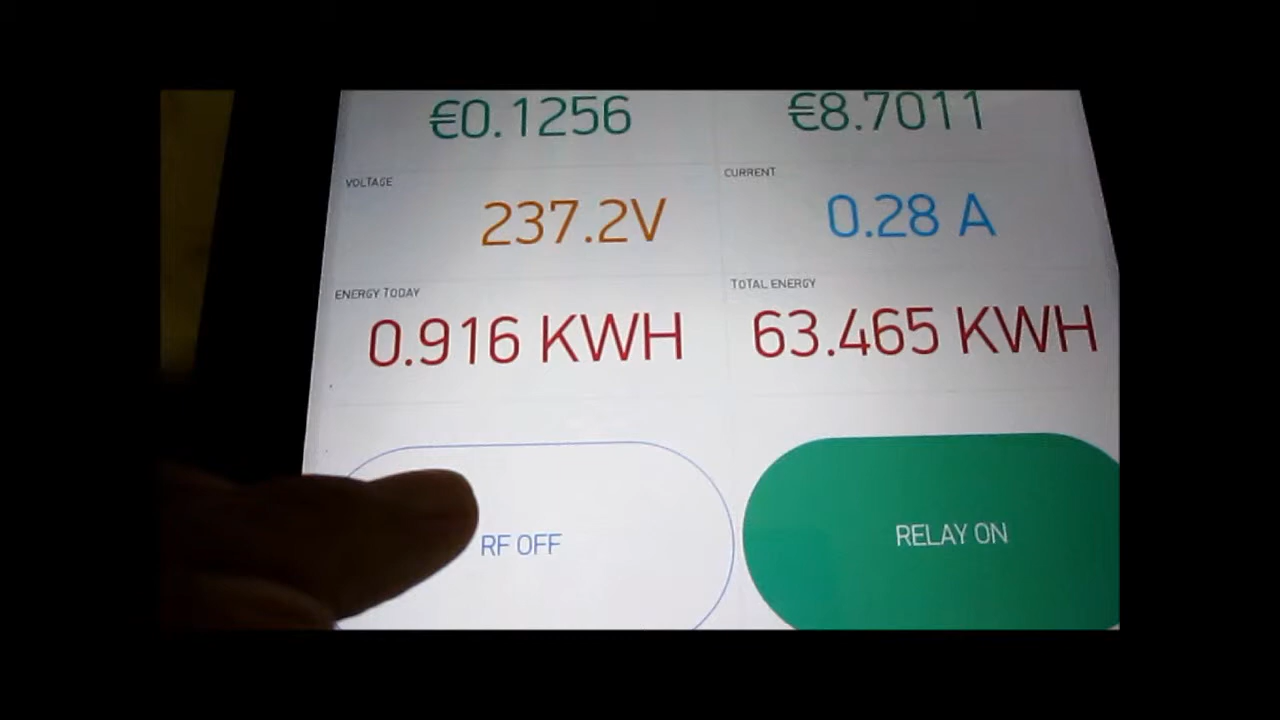 €0.1256 €8.7011
VOLTAGE CURRENT
237.2V 0.28 A
ENERGY TODAY TOTAL ENERGY
0.916 KWH 63.465 KWH
RF OFF RELAY ON